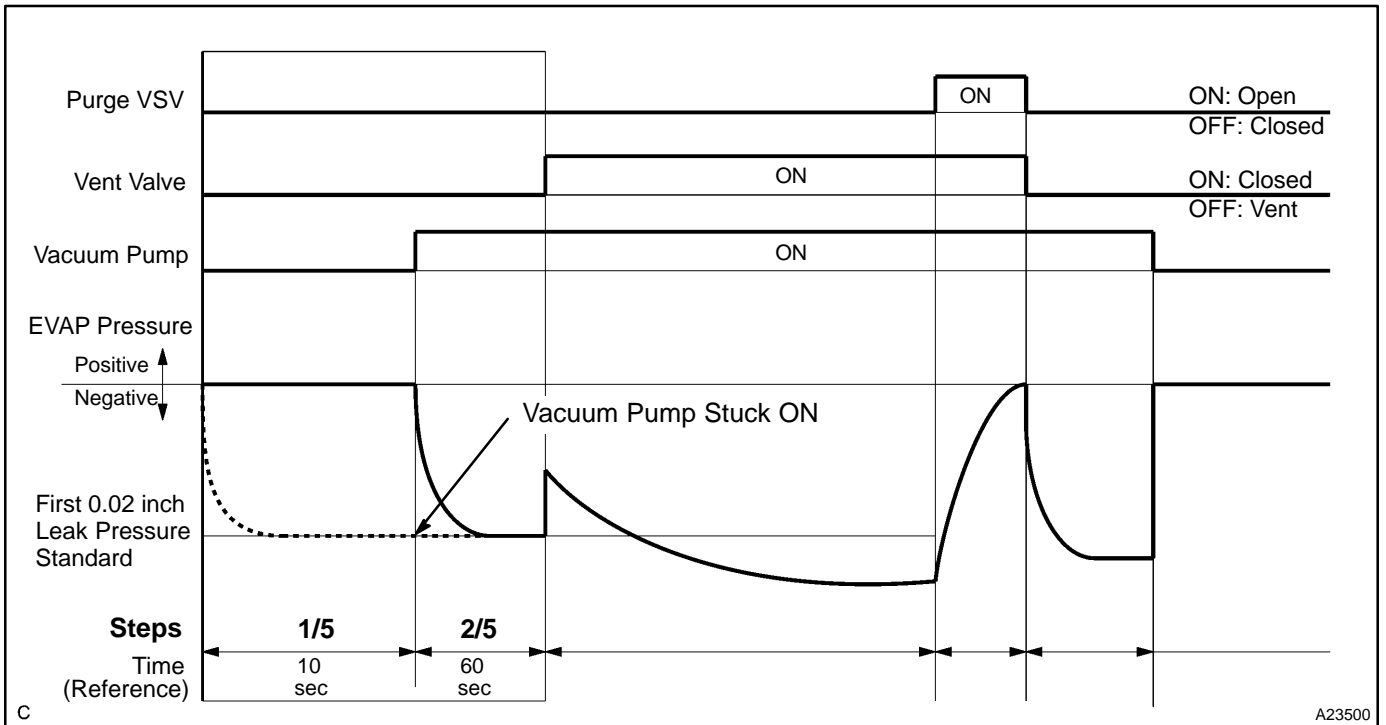 Purge VSV
ON
ON: Open
OFF: Closed
Vent Valve
ON
ON: Closed
OFF: Vent
Vacuum Pump
ON
EVAP Pressure
Positive
Negative
Vacuum Pump Stuck ON
First 0.02 inch
Leak Pressure
Standard
Steps 1/5 2/5
Time
(Reference)
10
sec
60
sec
C
A23500